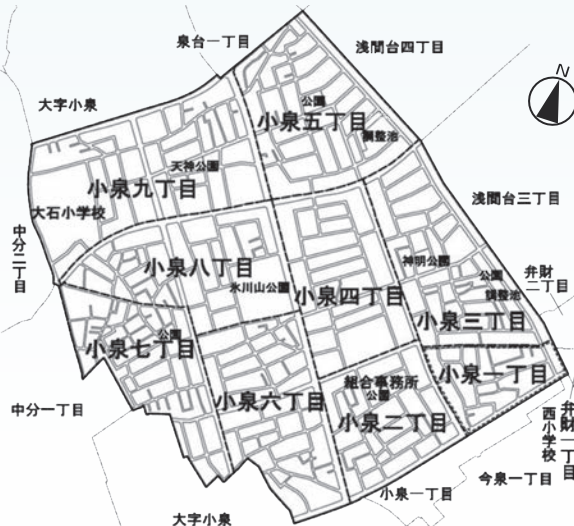 泉台一丁目
浅間台四丁目
N
大字小泉
公園
小泉五丁目
調整池
天神公園
小泉九丁目
大石小学校
浅間台三丁目
中分二丁目
小泉八丁目
神明公園
氷川山公園
小泉四丁目
公園
調整池
弁財二丁目
小泉三丁目
公園
小泉七丁目
小泉一丁目
組合事務所
公園
小泉六丁目
小泉二丁目
中分一丁目
弁財一丁目
西小学校
今泉一丁目
小泉一丁目
大字小泉